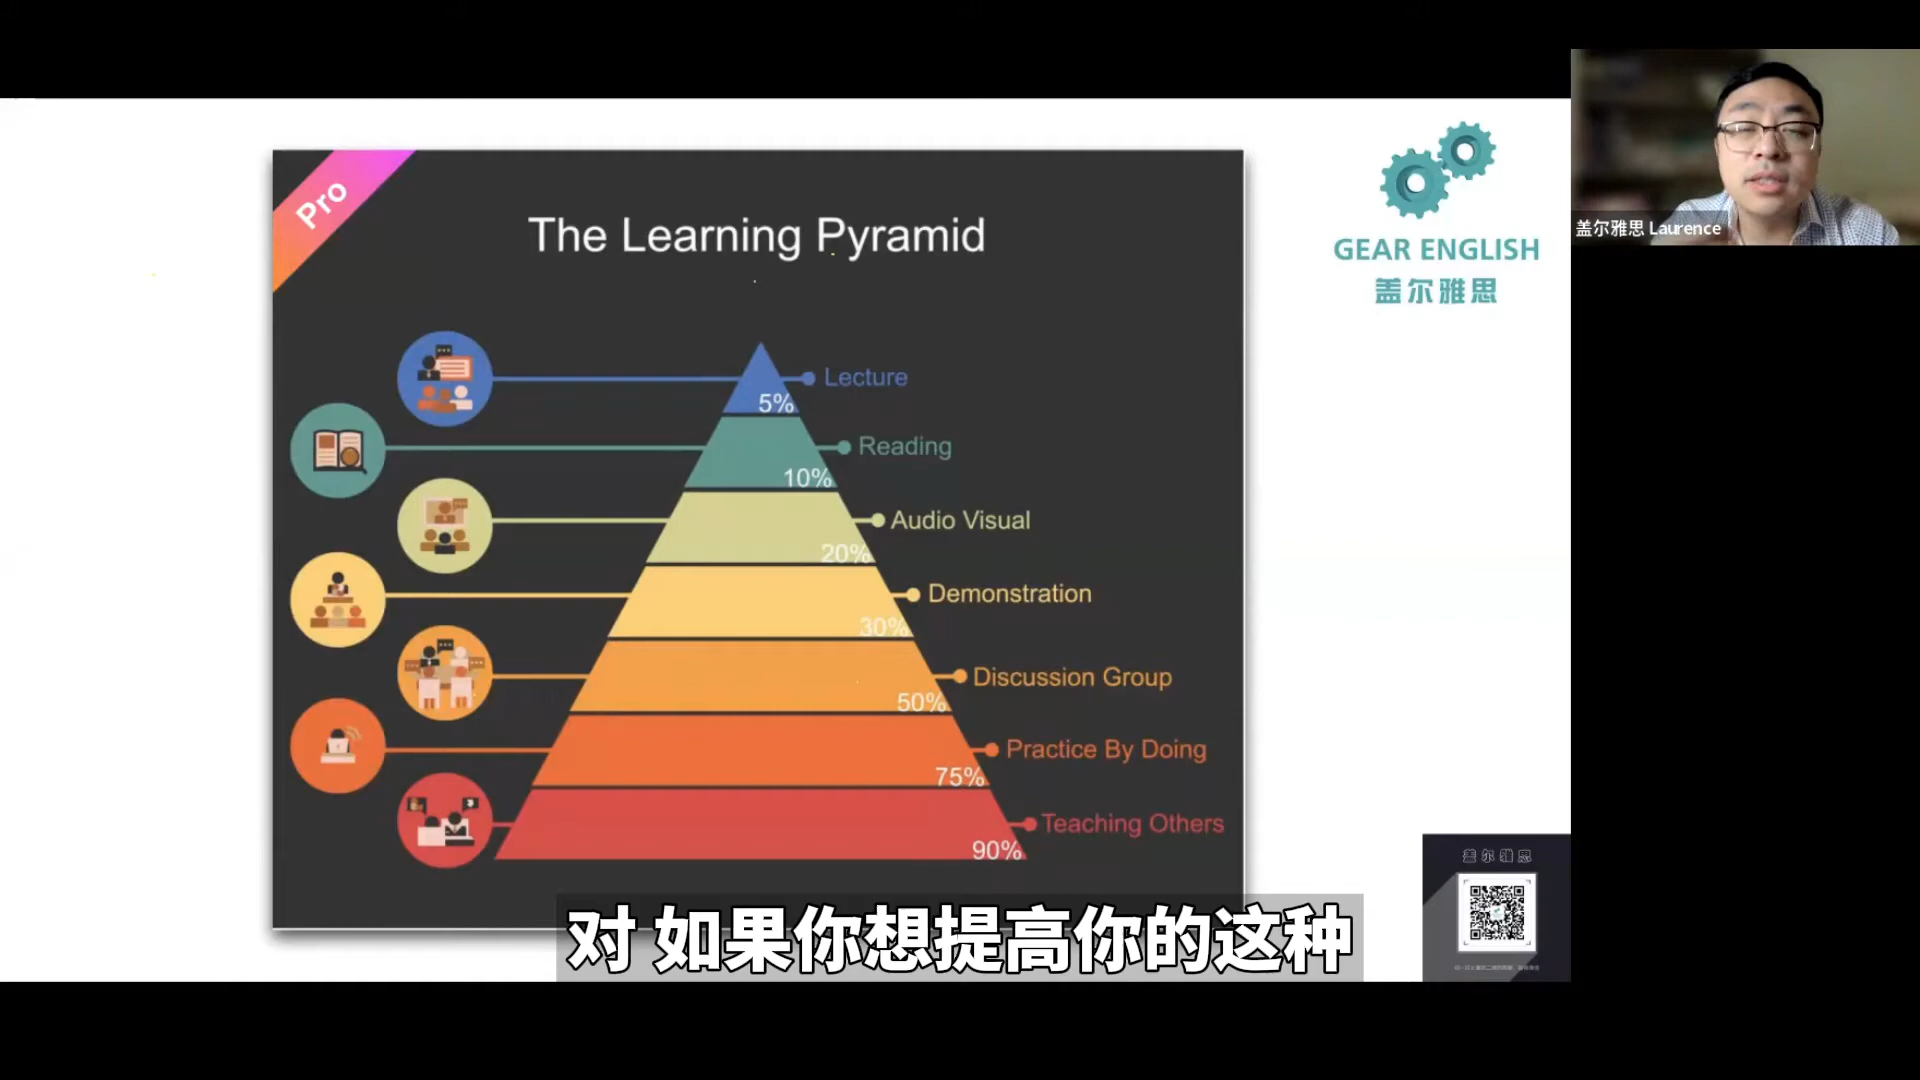 Pro
The Learning Pyramid
Lecture
5%
Reading
10%
Audio Visual
20%
Demonstration
30%
Discussion Group
50%
Practice By Doing
75%
Teaching Others
90%
GEAR ENGLISH
盖尔雅思
盖尔雅思 Laurence
盖尔雅思
对 如果你想提高你的这种